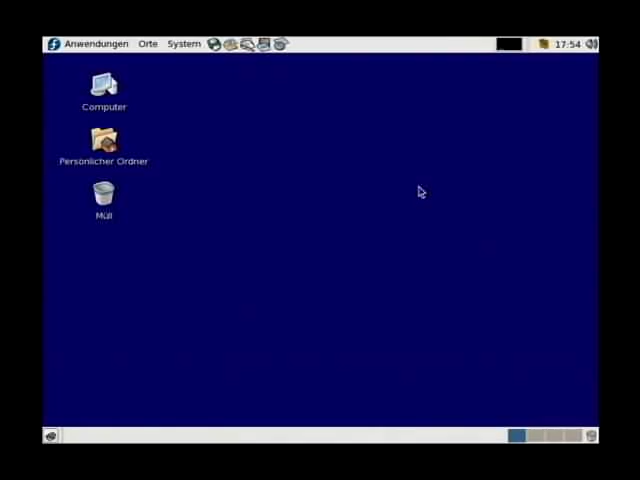 Anwendungen Orte System 17:54
Computer
Persönlicher Ordner
Müll